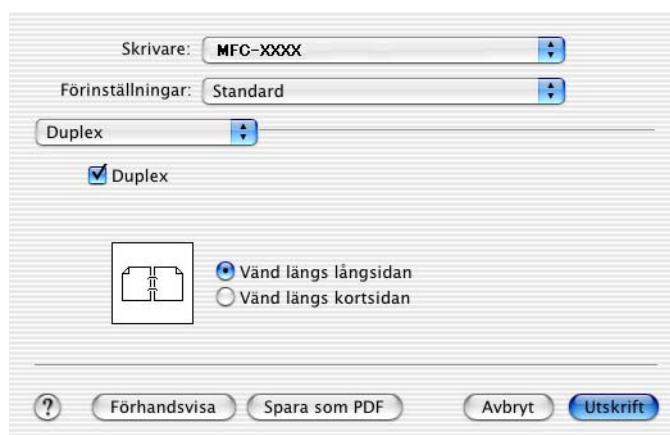 Skrivare: MFC-XXXX
Förinställningar: Standard
Duplex
Duplex
Vänd längs långsidan
Vänd längs kortsidan
? Förhandsvisa Spara som PDF Avbryt Utskrift